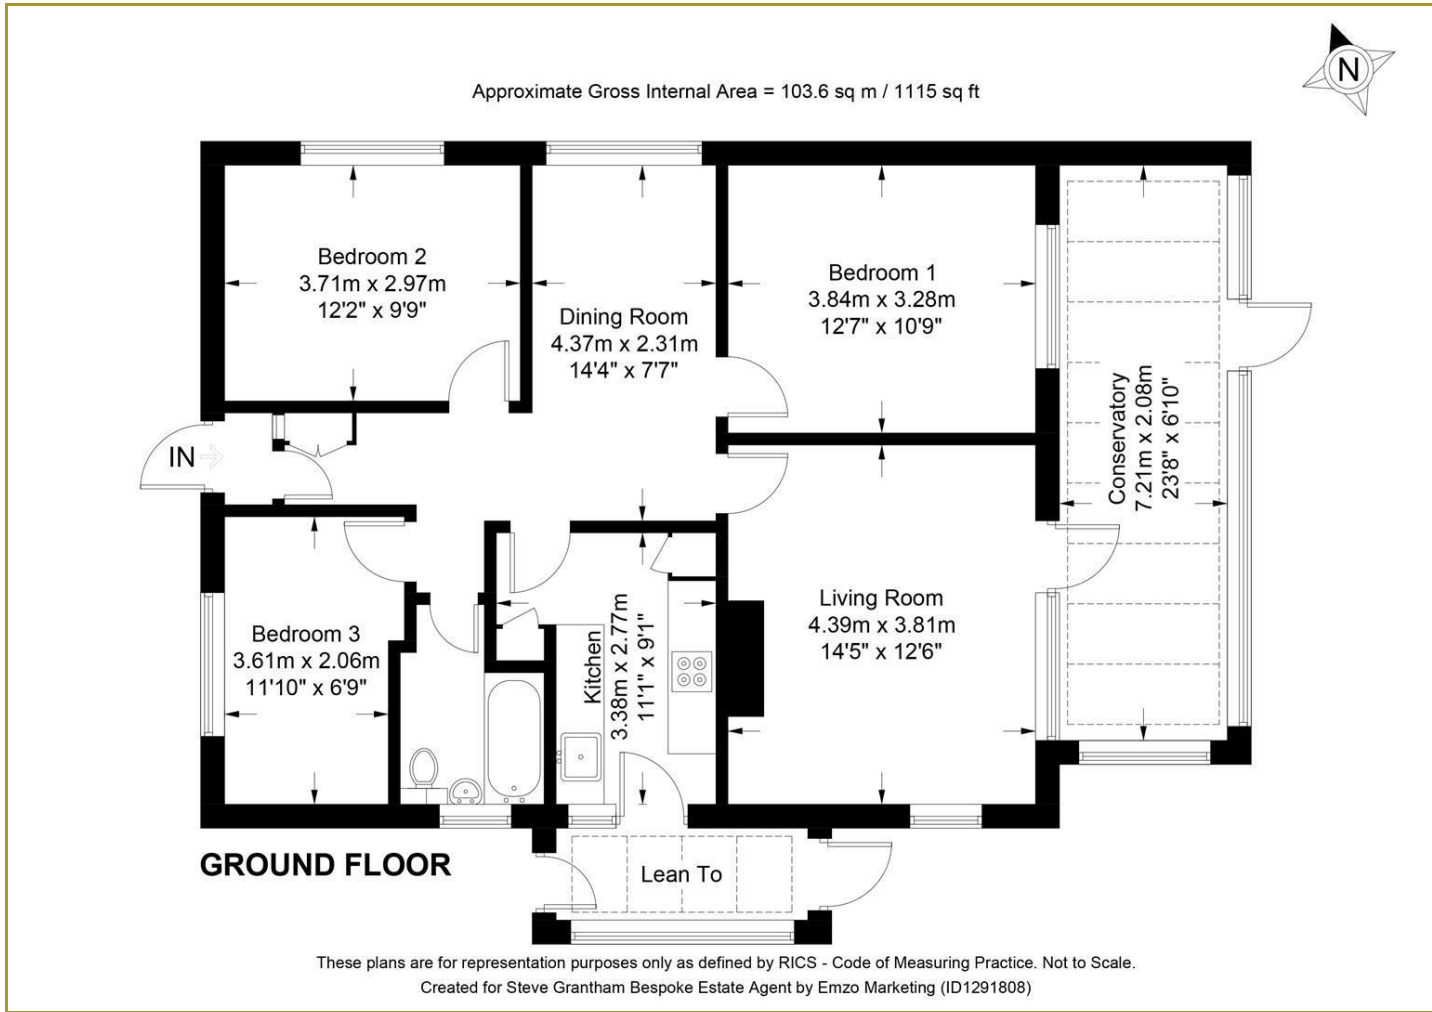 N
Approximate Gross Internal Area = 103.6 sq m / 1115 sq ft
Bedroom 2
3.71m x 2.97m
12'2" x 9'9"
Dining Room
4.37m x 2.31m
14'4" x 7'7"
Bedroom 1
3.84m x 3.28m
12'7" x 10'9"
Conservatory
7.21m x 2.08m
23'8" x 6'10"
IN
Bedroom 3
3.61m x 2.06m
11'10" x 6'9"
Kitchen
3.38m x 2.77m
11'1" x 9'1"
Living Room
4.39m x 3.81m
14'5" x 12'6"
GROUND FLOOR
Lean To
These plans are for representation purposes only as defined by RICS - Code of Measuring Practice. Not to Scale.
Created for Steve Grantham Bespoke Estate Agent by Emzo Marketing (ID1291808)